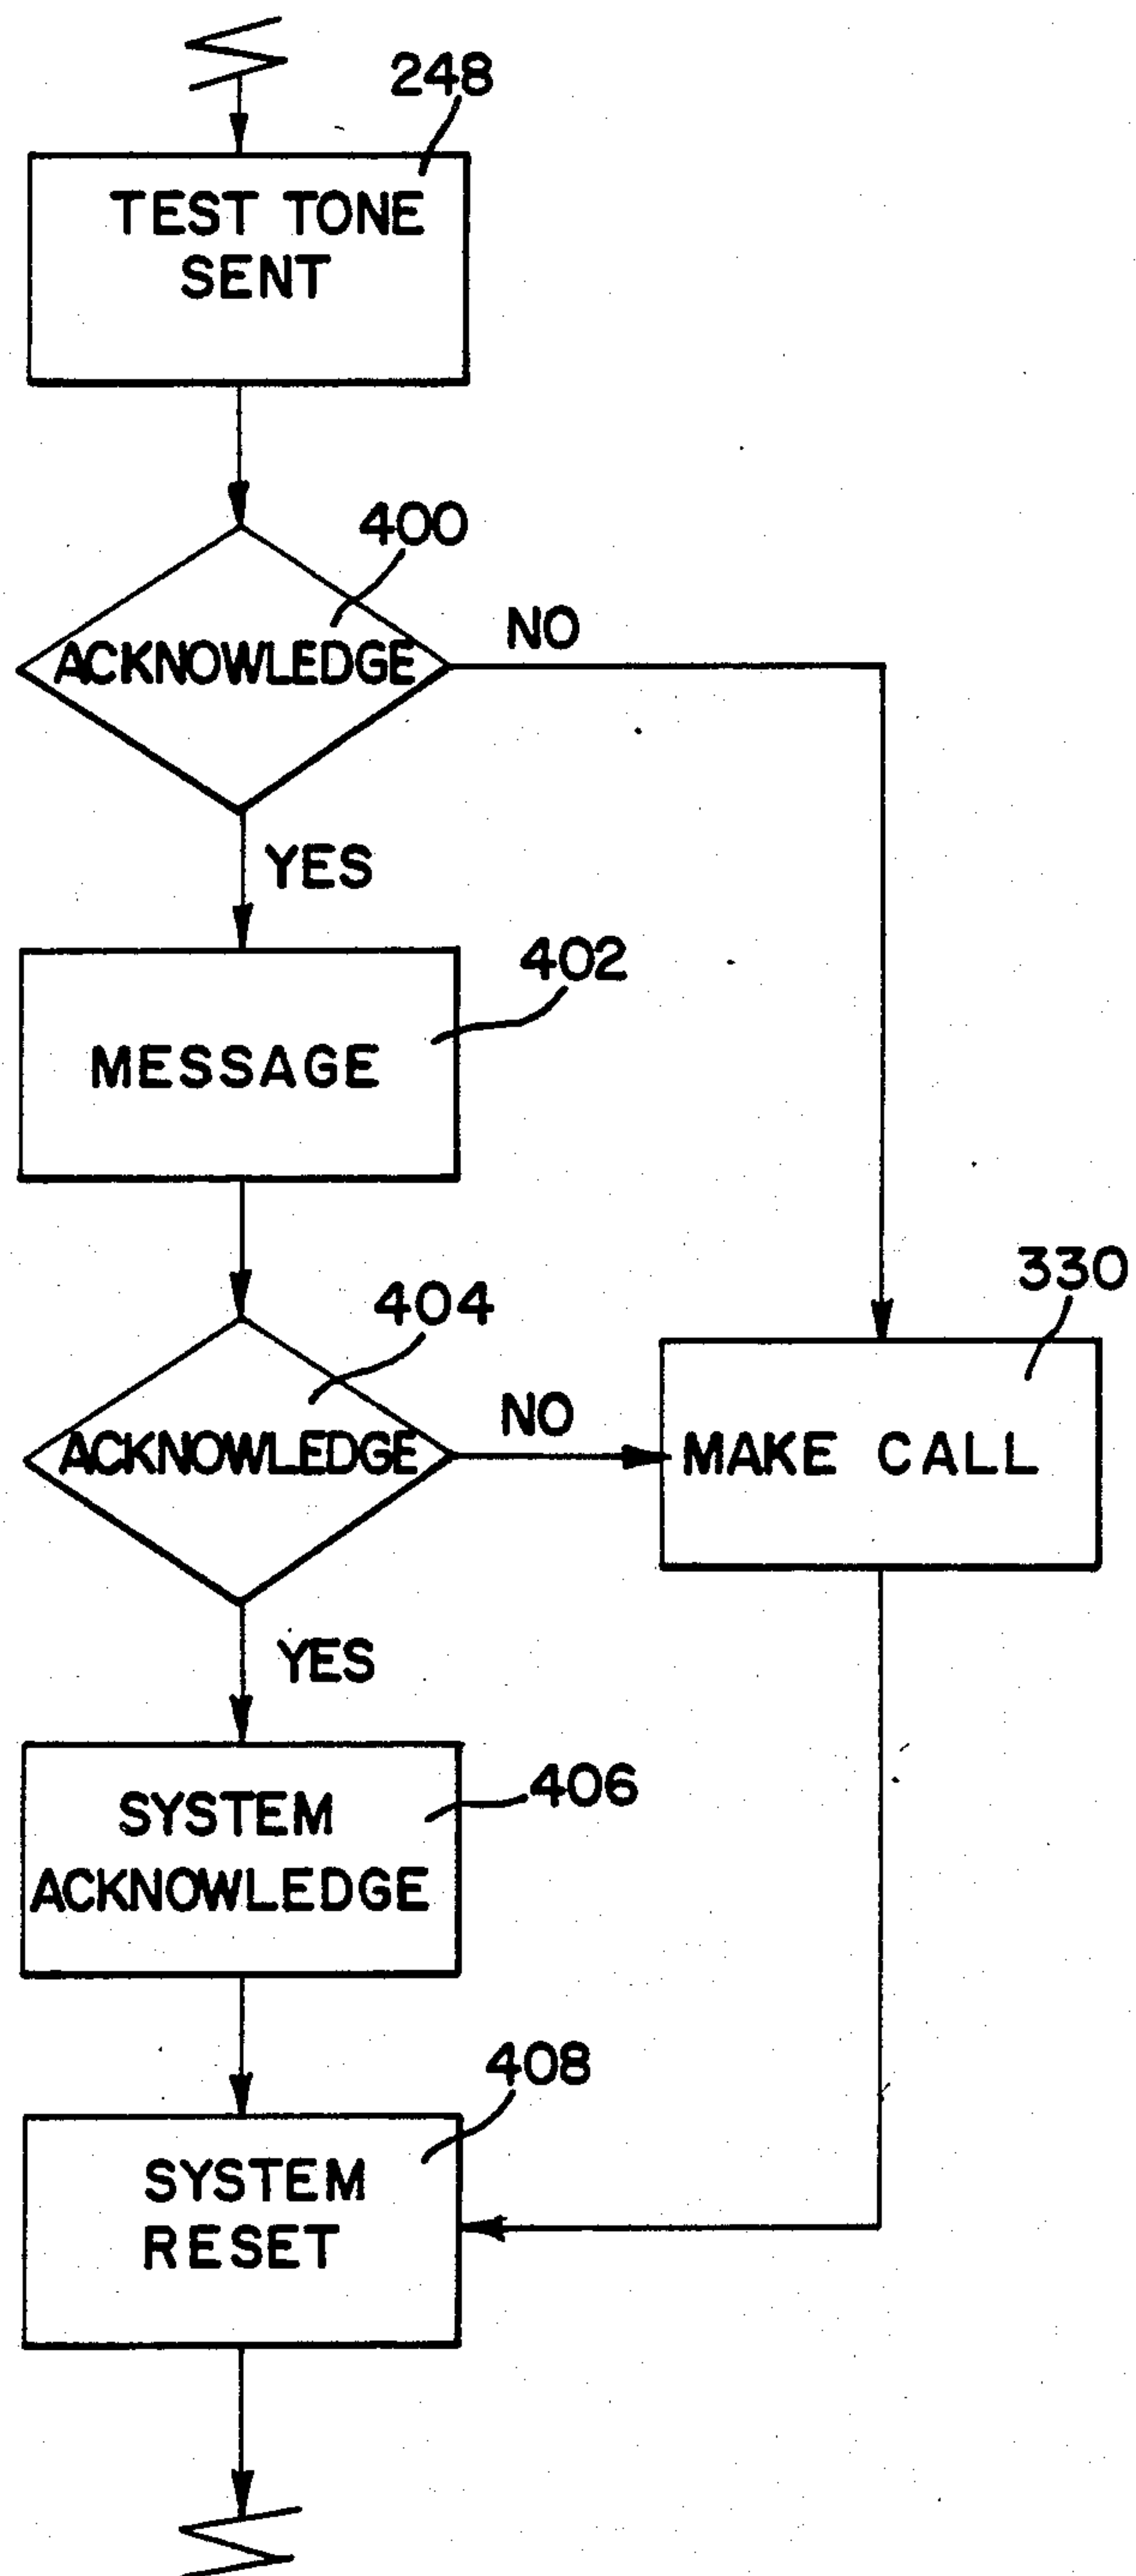 248
TEST TONE
SENT
400
ACKNOWLEDGE
NO
YES
402
MESSAGE
404
ACKNOWLEDGE
NO
330
MAKE CALL
YES
406
SYSTEM
ACKNOWLEDGE
408
SYSTEM
RESET